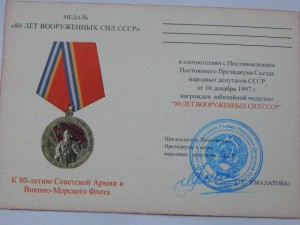 МЕДАЛЬ
«80 ЛЕТ ВООРУЖЕННЫХ СИЛ СССР»
К 80-летию Советской Армии и
Военно-Морского Флота
в соответствии с Постановлением
Постоянного Президиума Съезда
народных депутатов СССР
от 10 декабря 1997 г.
награжден юбилейной медалью
"80 ЛЕТ ВООРУЖЕННЫХ СИЛ СССР"
Председатель Постоянного
Президиума Съезда
народных депутатов СССР
УМАЛАТОВА)